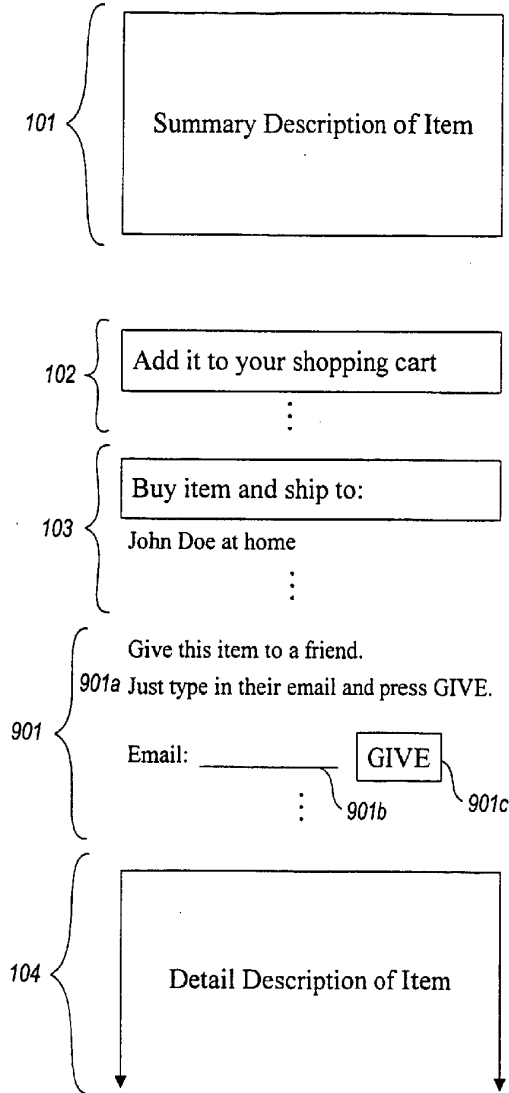 101
Summary Description of Item
102
Add it to your shopping cart
103
Buy item and ship to:
John Doe at home
901
Give this item to a friend.
901a Just type in their email and press GIVE.
Email: GIVE
901b
901c
104
Detail Description of Item